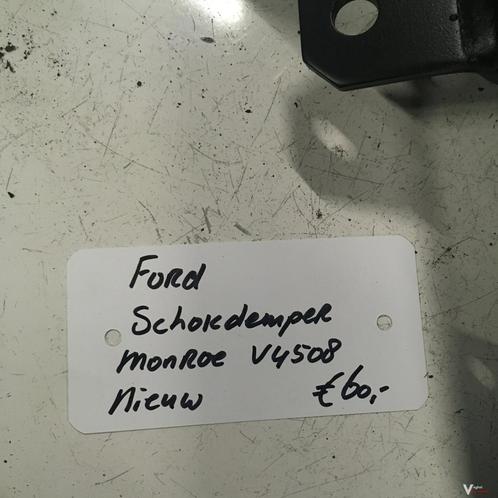 Ford
Schokdemper
Monroe V4508
Nieuw €60,-